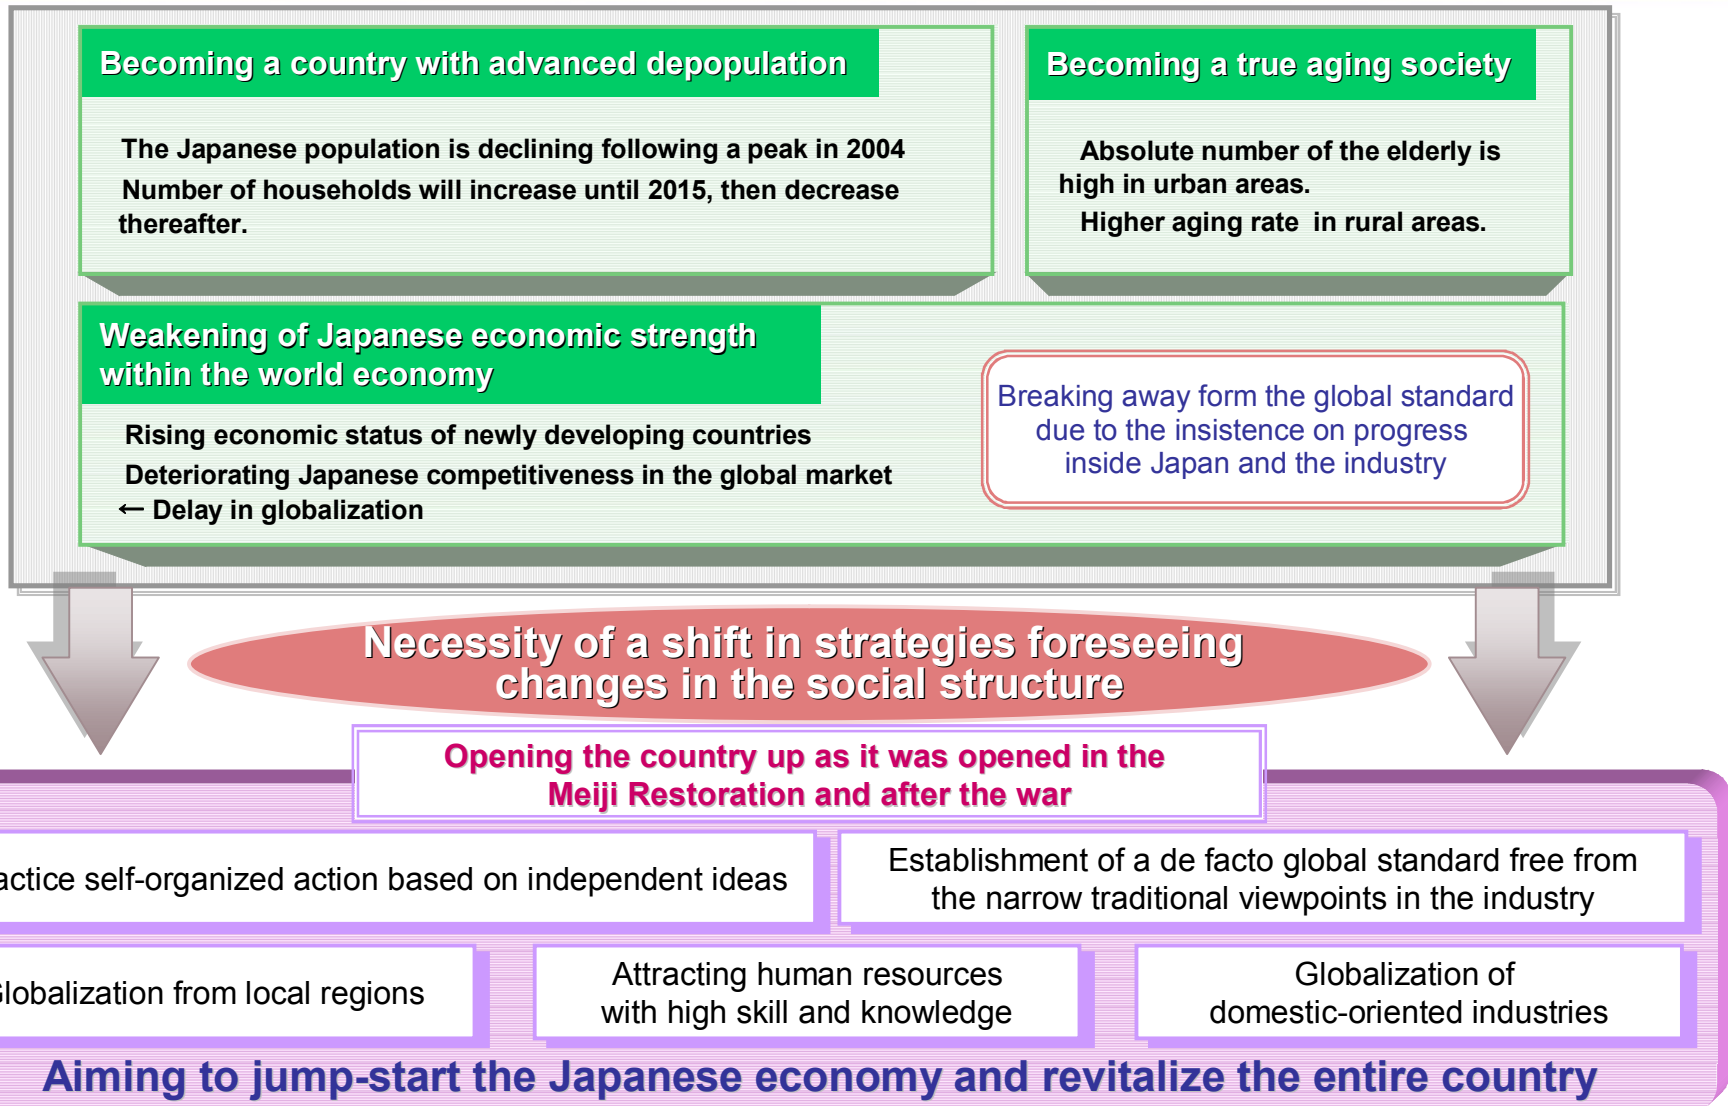 Becoming a country with advanced depopulation
The Japanese population is declining following a peak in 2004
Number of households will increase until 2015, then decrease
thereafter.
Becoming a true aging society
Absolute number of the elderly is
high in urban areas.
Higher aging rate in rural areas.
Weakening of Japanese economic strength
within the world economy
Rising economic status of newly developing countries
Deteriorating Japanese competitiveness in the global market
← Delay in globalization
Breaking away form the global standard
due to the insistence on progress
inside Japan and the industry
Necessity of a shift in strategies foreseeing
changes in the social structure
Opening the country up as it was opened in the
Meiji Restoration and after the war
actice self-organized action based on independent ideas
Establishment of a de facto global standard free from
the narrow traditional viewpoints in the industry
Globalization from local regions
Attracting human resources
with high skill and knowledge
Globalization of
domestic-oriented industries
Aiming to jump-start the Japanese economy and revitalize the entire country